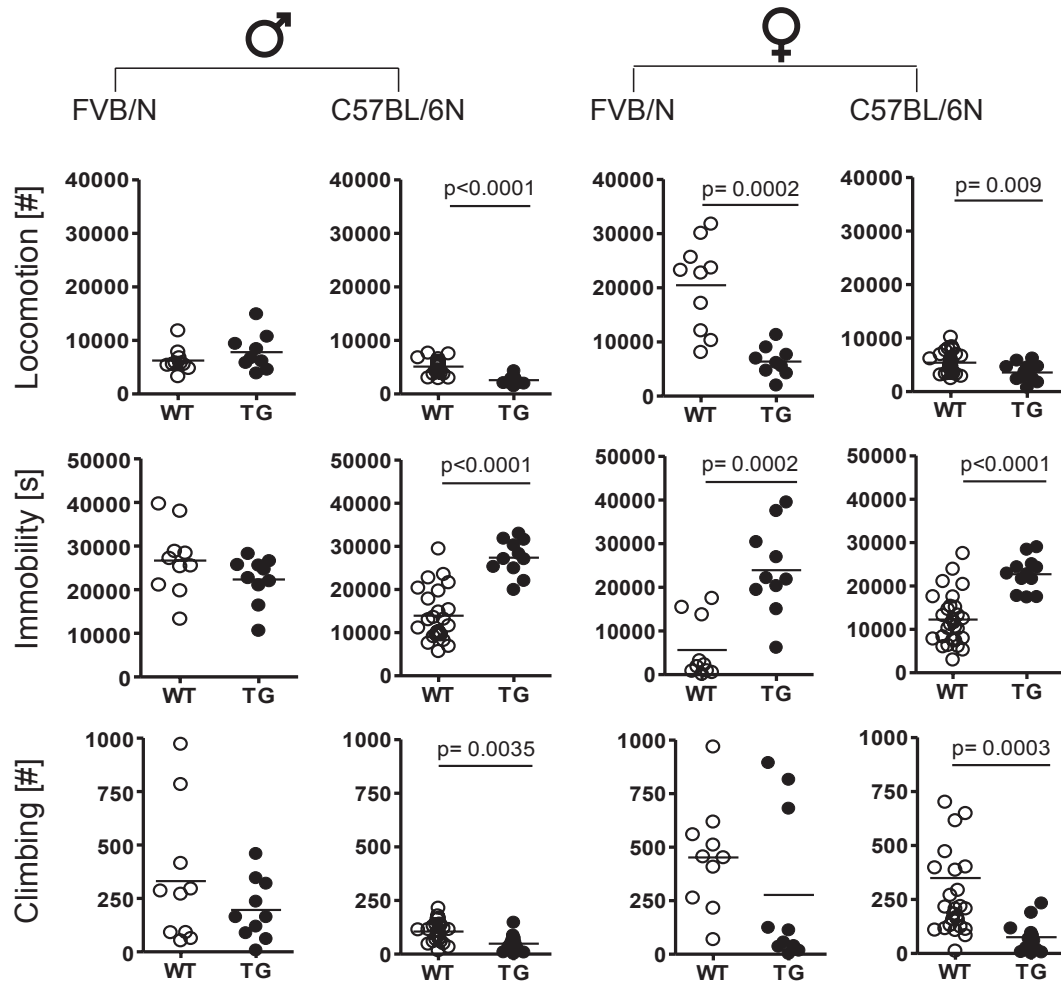 ♂ ♀
FVB/N C57BL/6N FVB/N C57BL/6N
Locomotion [#]
40000
30000
20000
10000
0
WT TG
40000
30000
20000
10000
0
p<0.0001
WT TG
40000
30000
20000
10000
0
p= 0.0002
WT TG
40000
30000
20000
10000
0
p= 0.009
WT TG
Immobility [s]
50000
40000
30000
20000
10000
0
WT TG
50000
40000
30000
20000
10000
0
p<0.0001
WT TG
50000
40000
30000
20000
10000
0
p= 0.0002
WT TG
50000
40000
30000
20000
10000
0
p<0.0001
WT TG
Climbing [#]
1000
750
500
250
0
WT TG
1000
750
500
250
0
p= 0.0035
WT TG
1000
750
500
250
0
WT TG
1000
750
500
250
0
p= 0.0003
WT TG